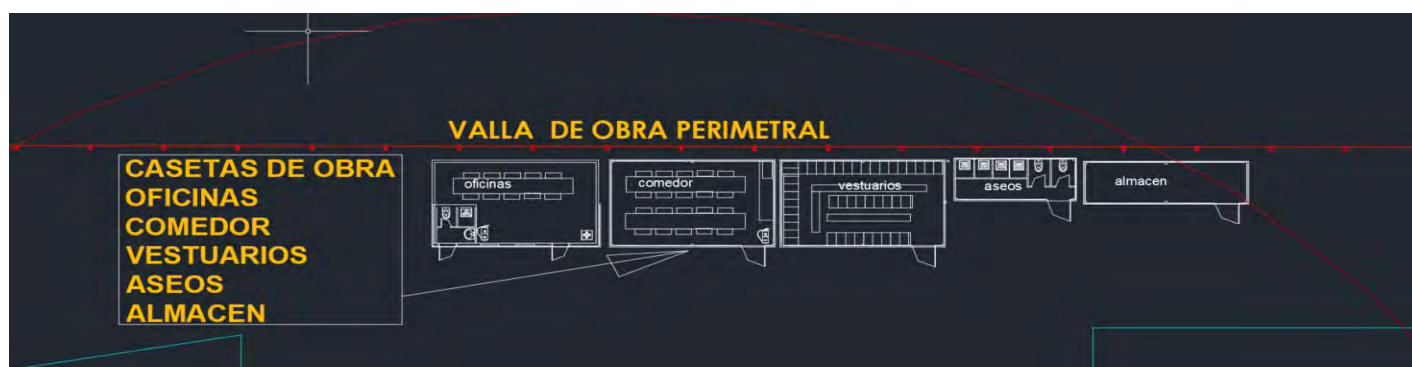 VALLA DE OBRA PERIMETRAL
CASETAS DE OBRA
OFICINAS
COMEDOR
VESTUARIOS
ASEOS
ALMACEN
oficinas
comedor
vestuarios
aseos
almacen